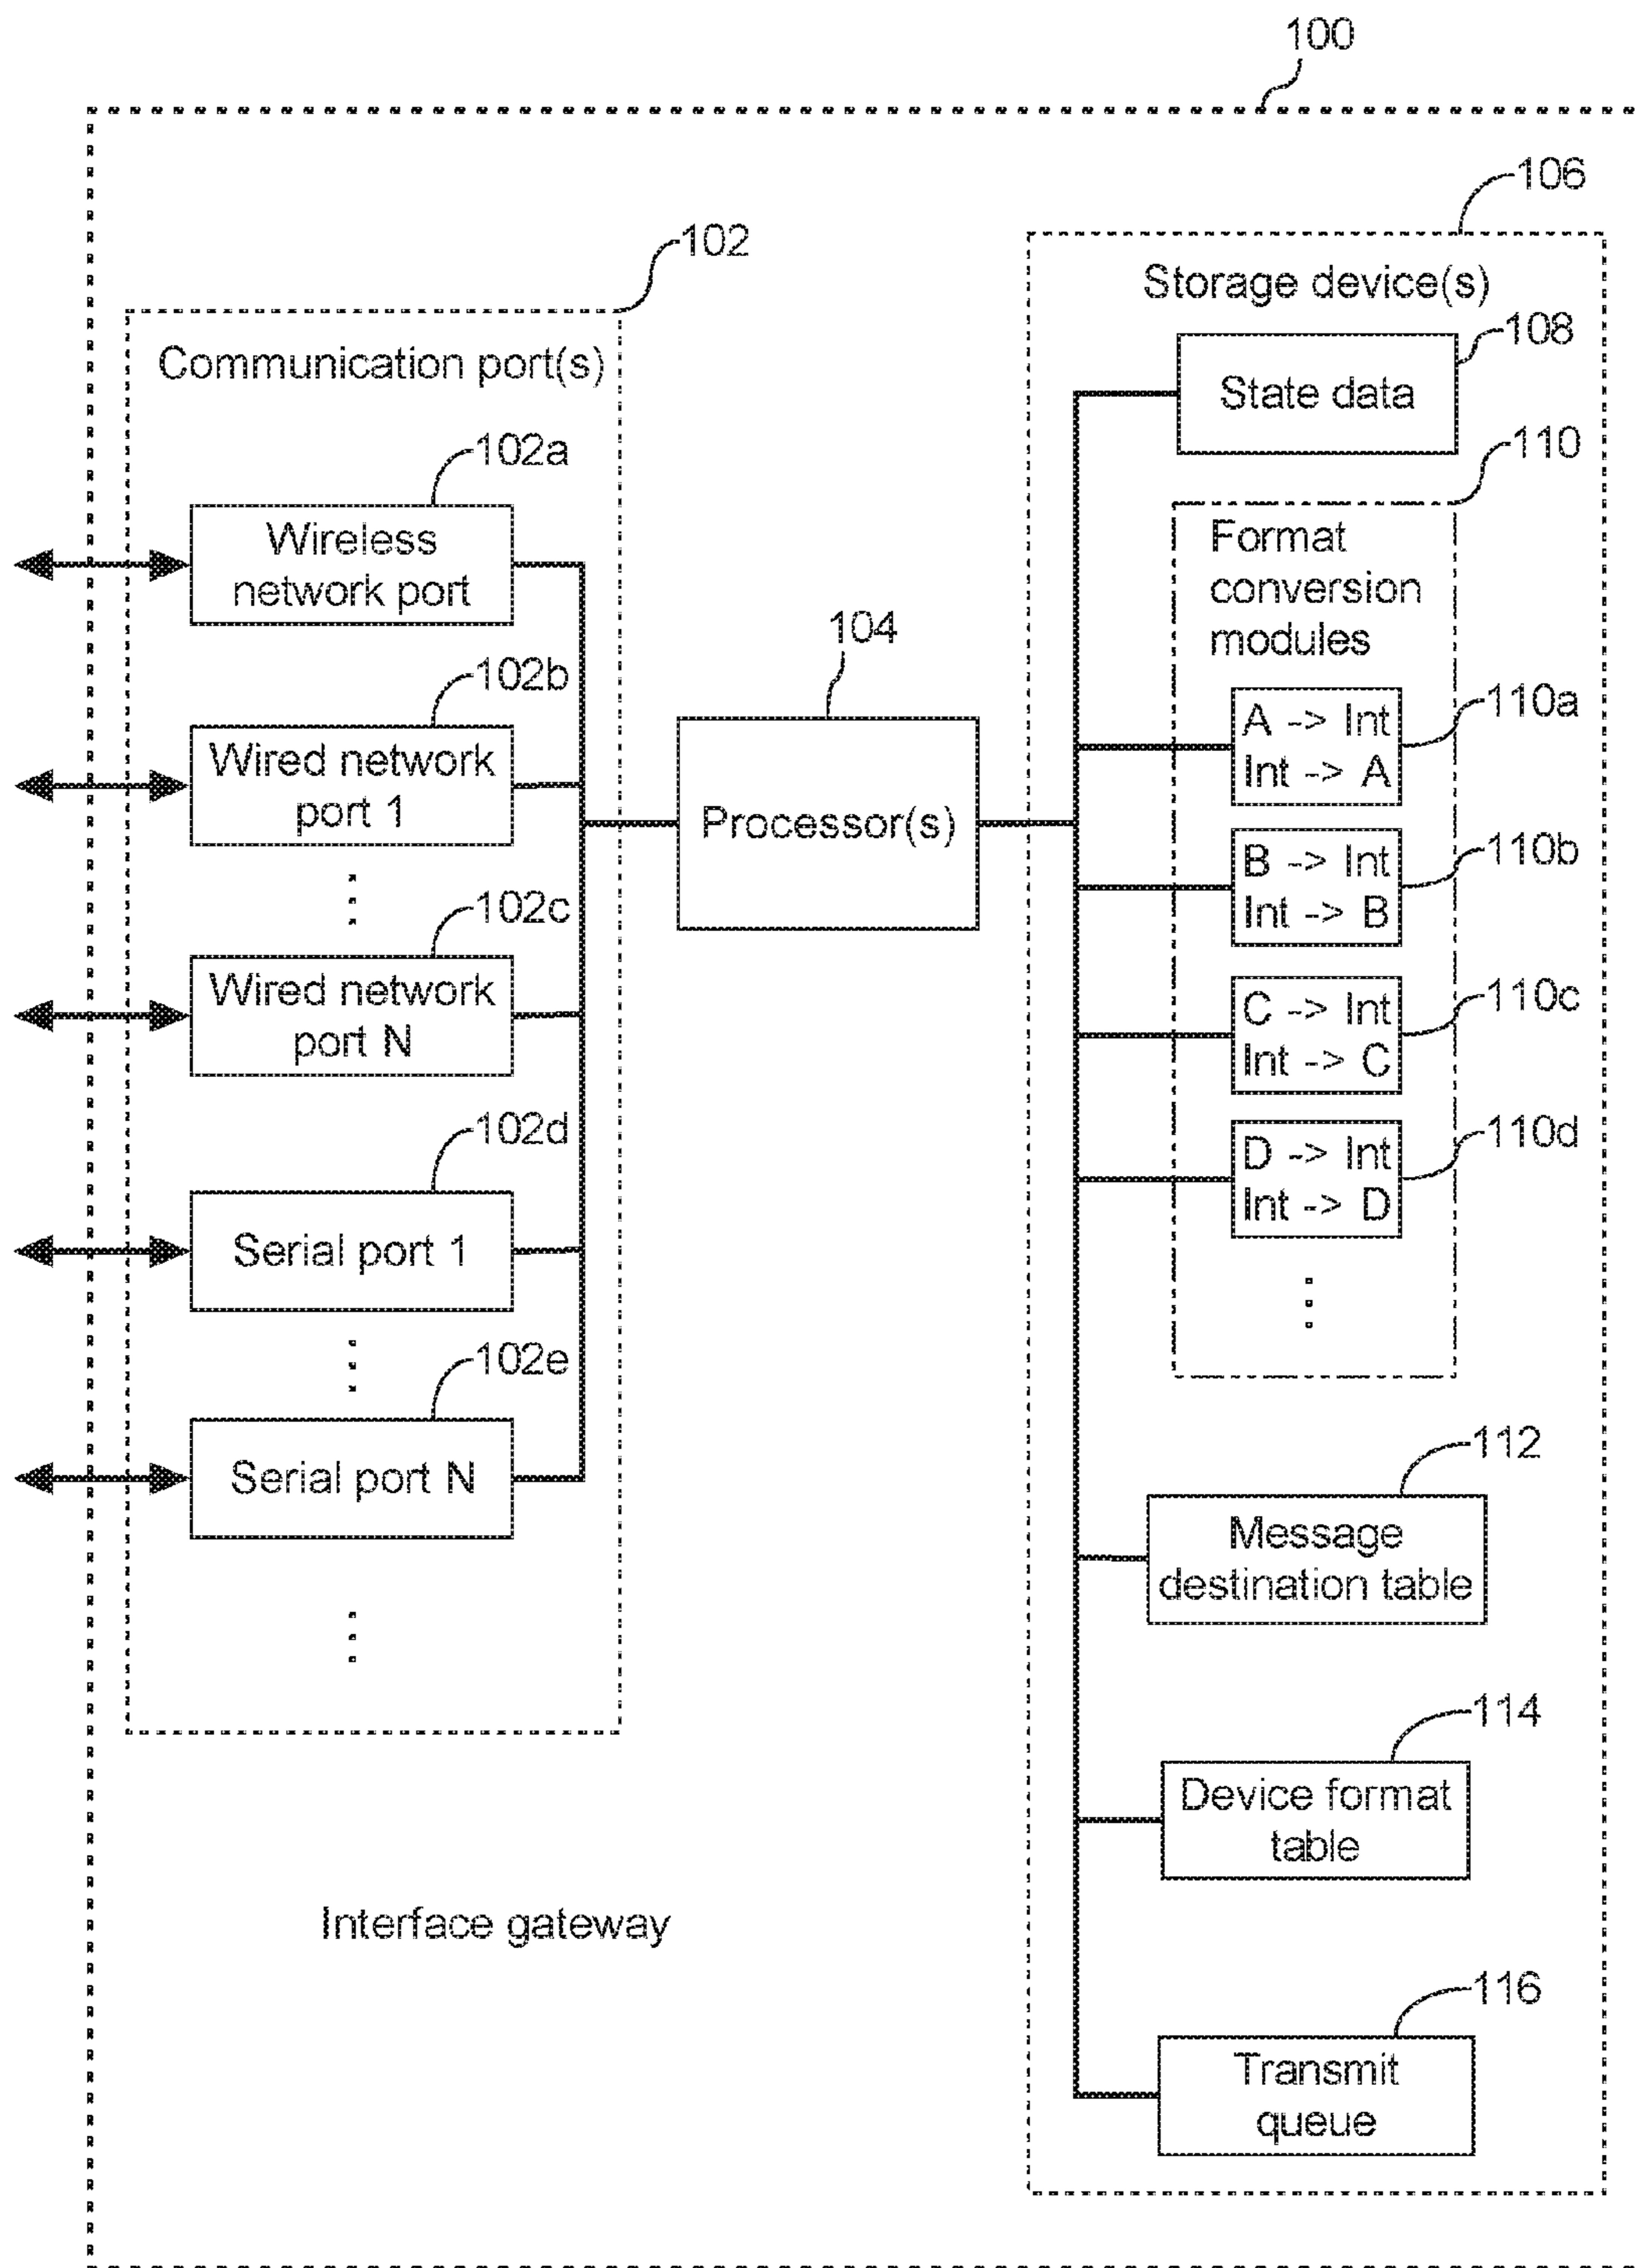 100
106
102
Storage device(s)
108
Communication port(s)
State data
110
102a
Wireless
network port
Format
conversion
modules
104
102b
110a
A -> Int
Int -> A
Wired network
port 1
Processor(s)
110b
B -> Int
Int -> B
102c
Wired network
port N
110c
C -> Int
Int -> C
102d
110d
D -> Int
Int -> D
Serial port 1
102e
112
Serial port N
Message
destination table
114
Device format
table
Interface gateway
116
Transmit
queue